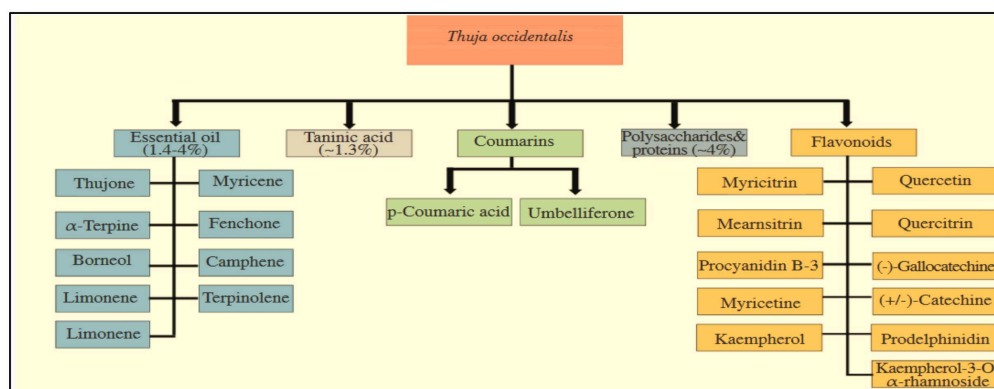 Thuja occidentalis
Essential oil
(1.4-4%)
Taninic acid
(~1.3%)
Coumarins
Polysaccharides&
proteins (~4%)
Flavonoids
Thujone
Myricene
α-Terpine
Fenchone
Borneol
Camphene
Limonene
Terpinolene
Limonene
p-Coumaric acid
Umbelliferone
Myricitrin
Quercetin
Mearnsitrin
Quercitrin
Procyanidin B-3
(-)-Gallocatechine
Myricetine
(+/-)-Catechine
Kaempherol
Prodelphinidin
Kaempherol-3-O
α-rhamnoside